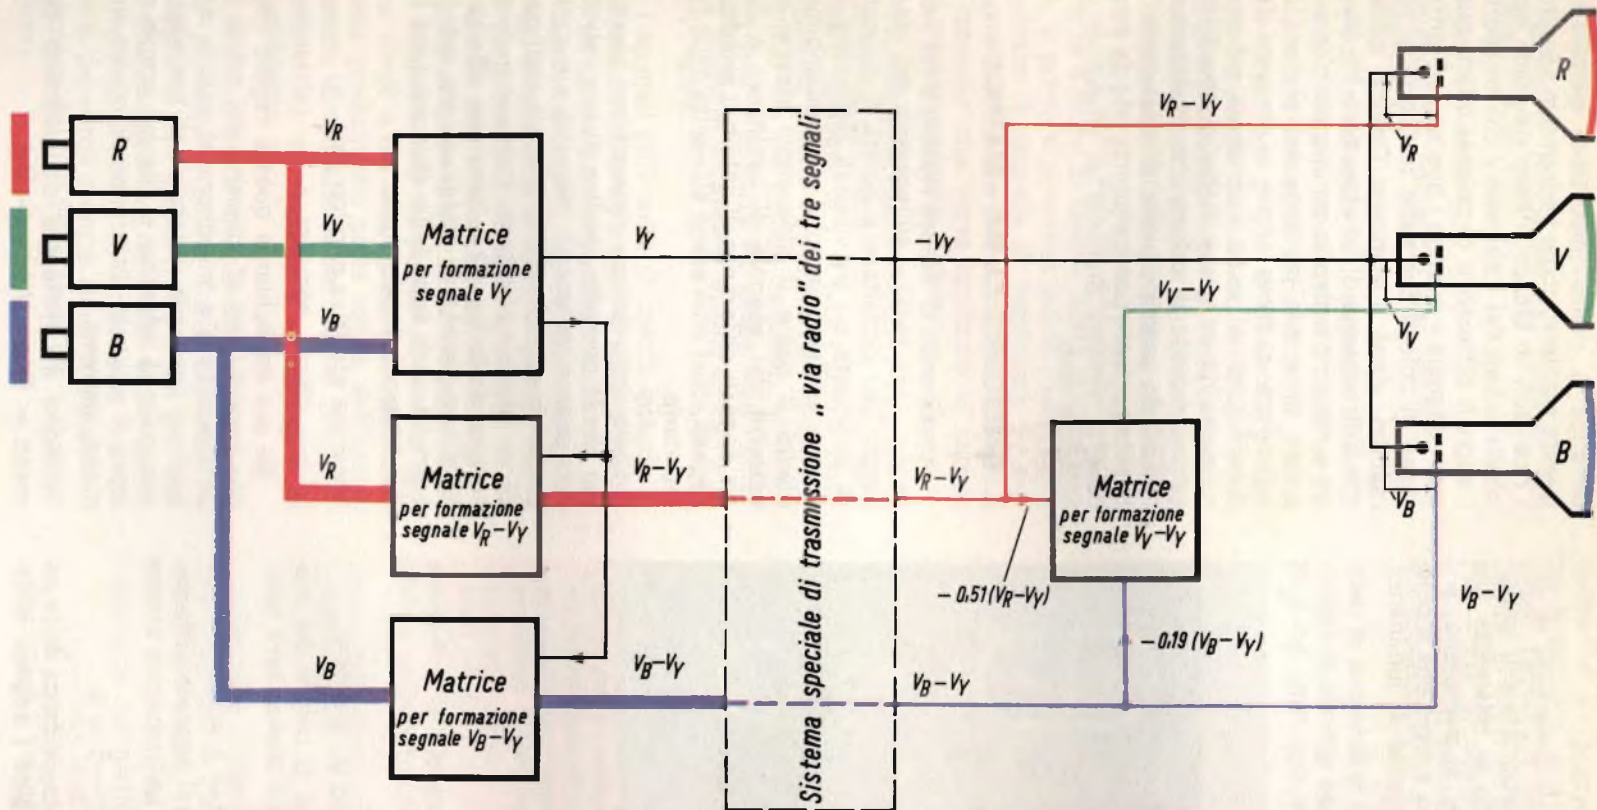 R
V
B
V_R
V_V
V_B
Matrice
per formazione
segnale V_Y
V_Y
V_R
Matrice
per formazione
segnale V_R–V_Y
V_R–V_Y
V_B
Matrice
per formazione
segnale V_B–V_Y
V_B–V_Y
Sistema speciale di trasmissione „via radio" dei tre segnali
–V_Y
V_R–V_Y
V_B–V_Y
–0,51(V_R–V_Y)
Matrice
per formazione
segnale V_V–V_Y
–0,19 (V_B–V_Y)
V_R–V_Y
V_V–V_Y
V_B–V_Y
V_R
R
V_V
V
V_B
B